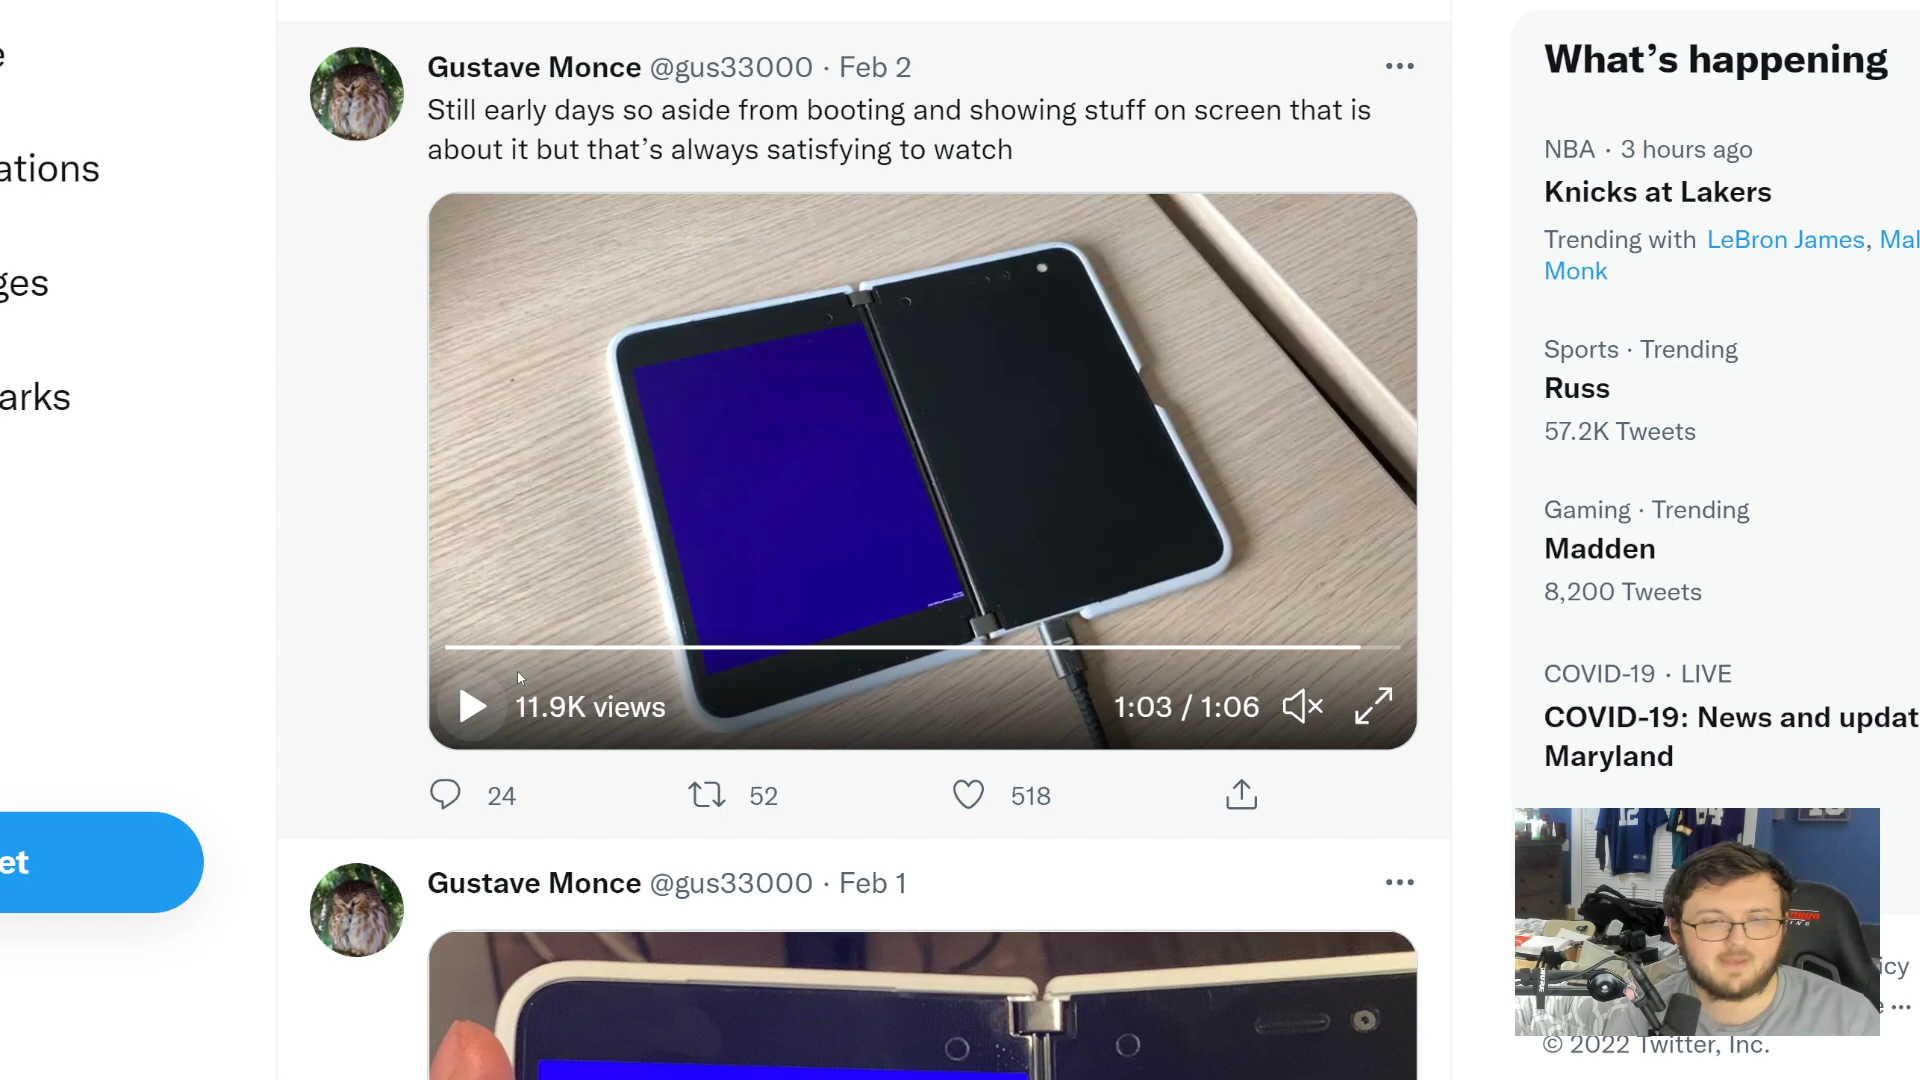 e
ations
ges
arks
et
Gustave Monce @gus33000 · Feb 2
Still early days so aside from booting and showing stuff on screen that is
about it but that’s always satisfying to watch
11.9K views
1:03 / 1:06
24
52
518
Gustave Monce @gus33000 · Feb 1
What’s happening
NBA · 3 hours ago
Knicks at Lakers
Trending with LeBron James, Mal
Monk
Sports · Trending
Russ
57.2K Tweets
Gaming · Trending
Madden
8,200 Tweets
COVID-19 · LIVE
COVID-19: News and updat
Maryland
12
84
icy
© 2022 Twitter, Inc.